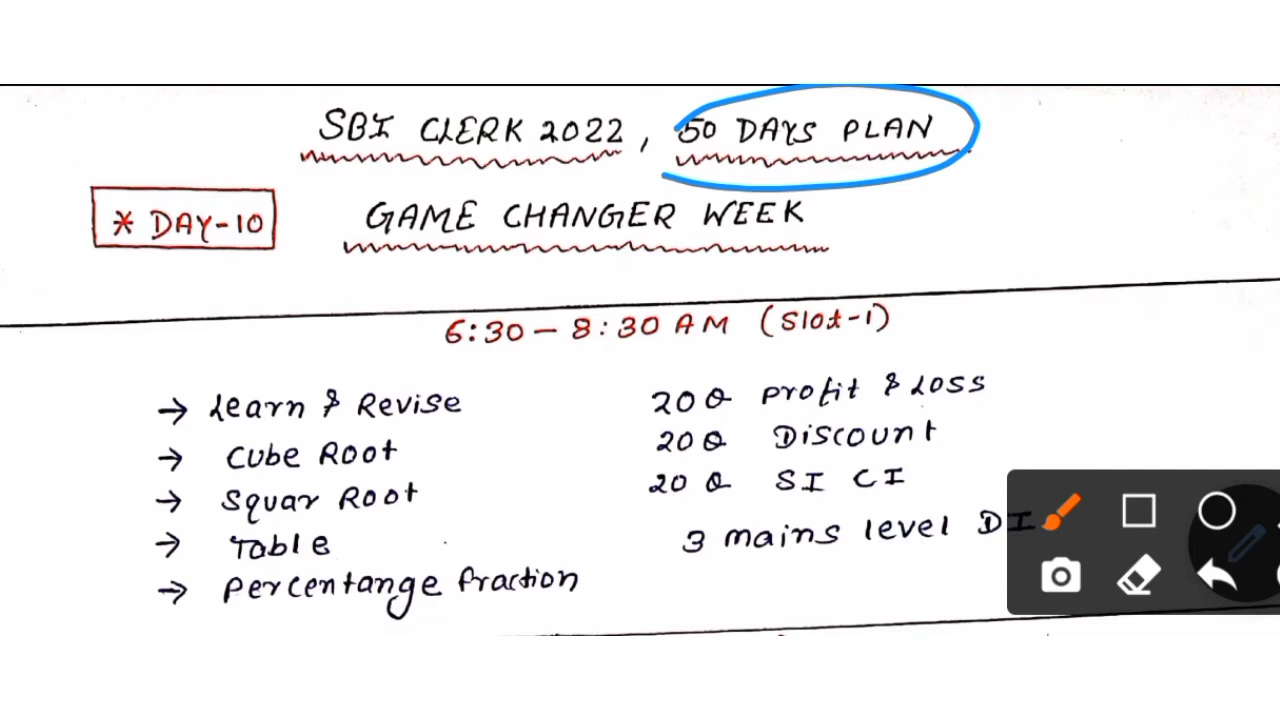 SBI CLERK 2022, 50 DAYS PLAN
* DAY-10
GAME CHANGER WEEK
6:30 – 8:30 AM (Slot-1)
→ Learn & Revise
→ Cube Root
→ Squar Root
→ Table
→ Percentange fraction
20 Q Profit & Loss
20 Q Discount
20 Q SI CI
3 mains level DI